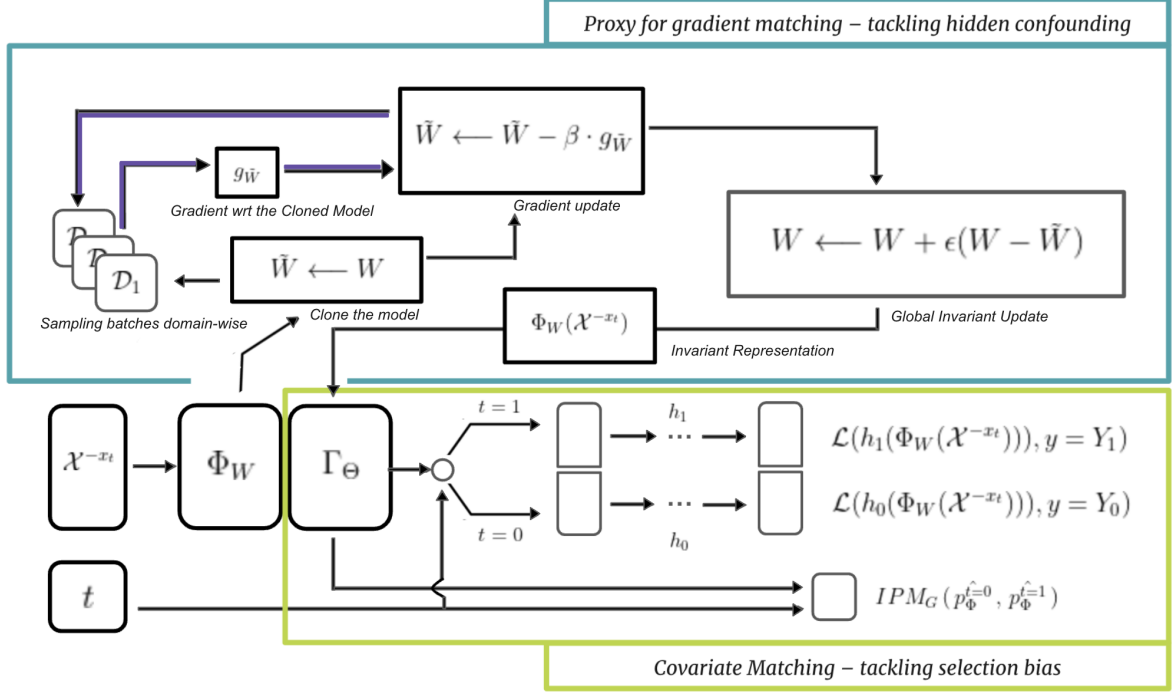 Proxy for gradient matching – tackling hidden confounding
W̃ ⟵ W̃ − β · g_W̃
g_W̃
Gradient wrt the Cloned Model
Gradient update
W ⟵ W + ϵ(W − W̃)
𝒟
𝒟
𝒟₁
W̃ ⟵ W
Sampling batches domain-wise
Clone the model
Φ_W(𝒳^{−x_t})
Global Invariant Update
Invariant Representation
𝒳^{−x_t}
Φ_W
Γ_Θ
t = 1
h₁
...
ℒ(h₁(Φ_W(𝒳^{−x_t}))), y = Y₁)
t = 0
...
h₀
ℒ(h₀(Φ_W(𝒳^{−x_t}))), y = Y₀)
t
IPM_G(p̂_Φ^{t=0}, p̂_Φ^{t=1})
Covariate Matching – tackling selection bias